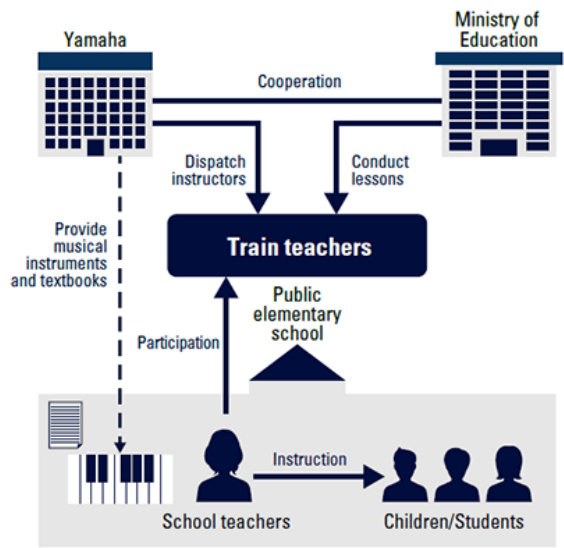 Yamaha
Ministry of
Education
Cooperation
Dispatch
instructors
Conduct
lessons
Provide
musical
instruments
and textbooks
Train teachers
Participation
Public
elementary
school
Instruction
School teachers
Children/Students